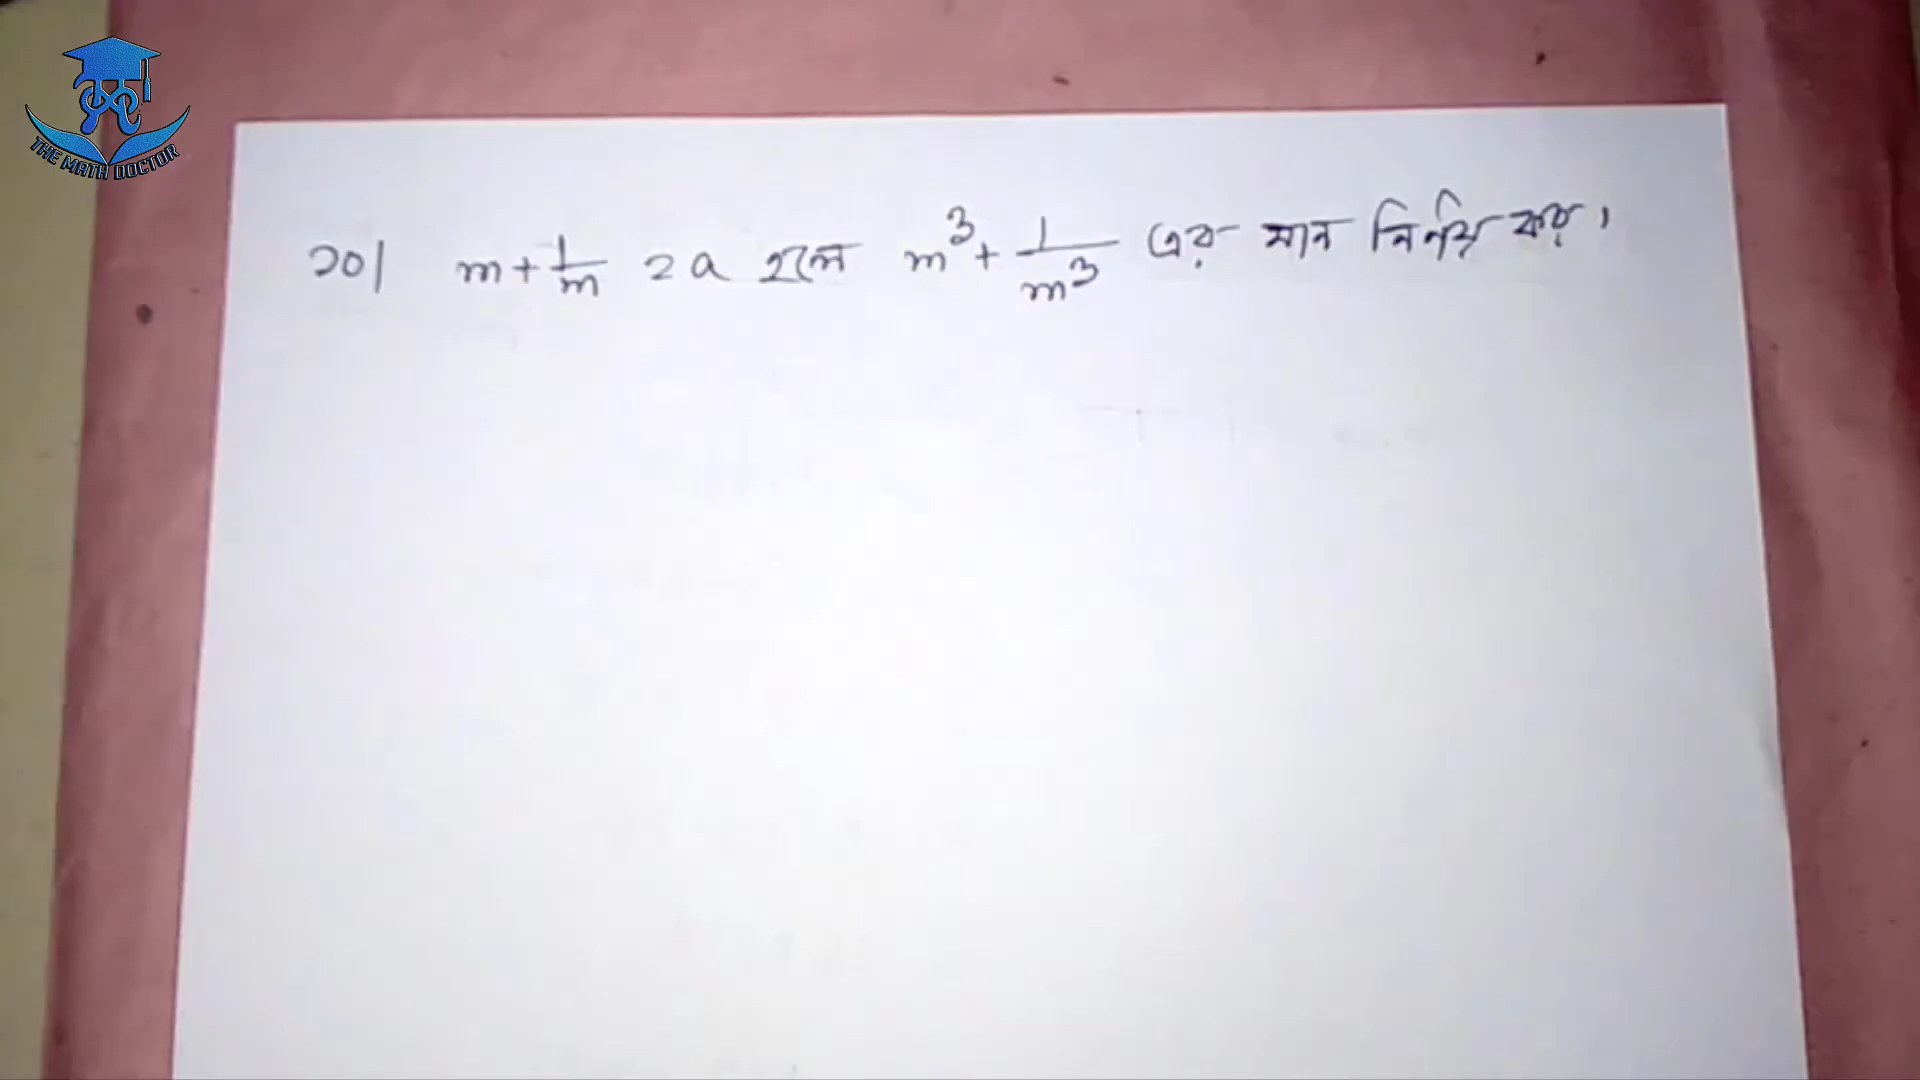 THE MATH DOCTOR
১০। m + 1/m = a হলে m³ + 1/m³ এর মান নির্ণয় কর।